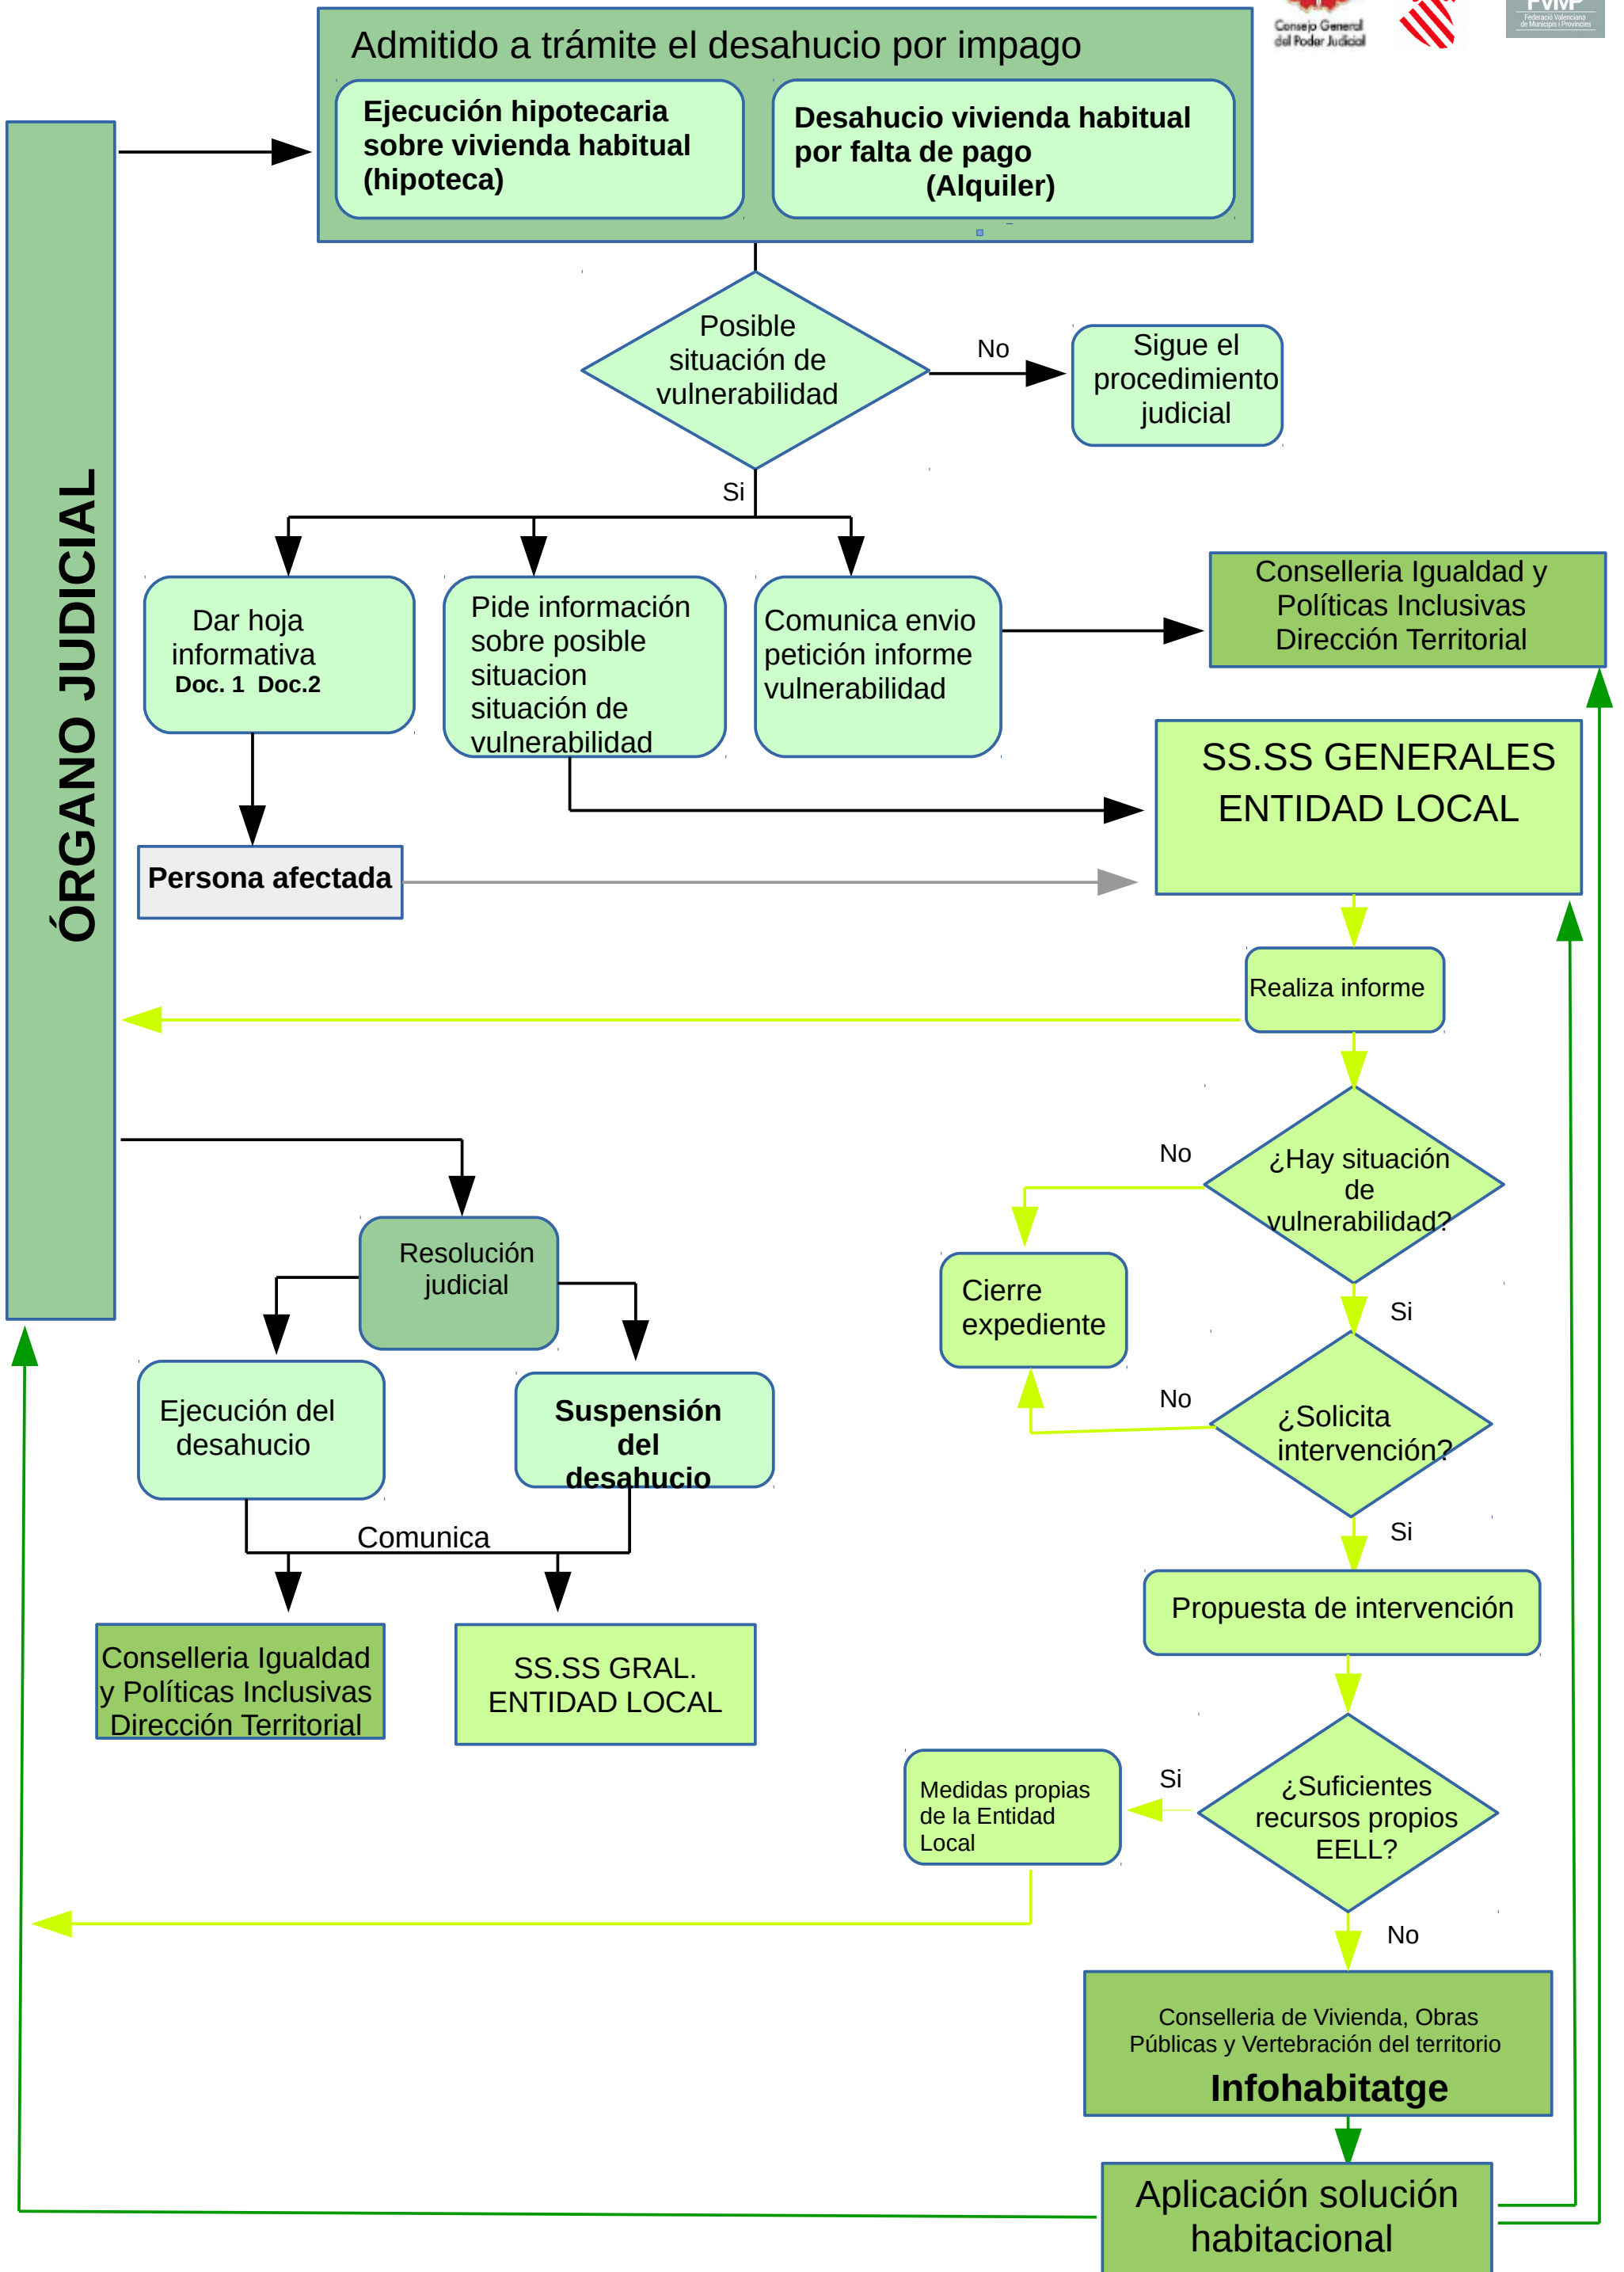 Consejo General
del Poder Judicial
FVMP
Federació Valenciana
de Municipis i Províncies
Admitido a trámite el desahucio por impago
Ejecución hipotecaria
sobre vivienda habitual
(hipoteca)
Desahucio vivienda habitual
por falta de pago
(Alquiler)
ÓRGANO JUDICIAL
Posible
situación de
vulnerabilidad
No
Sigue el
procedimiento
judicial
Si
Dar hoja
informativa
Doc. 1 Doc.2
Pide información
sobre posible
situacion
situación de
vulnerabilidad
Comunica envio
petición informe
vulnerabilidad
Conselleria Igualdad y
Políticas Inclusivas
Dirección Territorial
SS.SS GENERALES
ENTIDAD LOCAL
Persona afectada
Realiza informe
¿Hay situación
de
vulnerabilidad?
No
Cierre
expediente
Si
¿Solicita
intervención?
No
Si
Resolución
judicial
Ejecución del
desahucio
Suspensión
del
desahucio
Comunica
Conselleria Igualdad
y Políticas Inclusivas
Dirección Territorial
SS.SS GRAL.
ENTIDAD LOCAL
Propuesta de intervención
¿Suficientes
recursos propios
EELL?
Si
Medidas propias
de la Entidad
Local
No
Conselleria de Vivienda, Obras
Públicas y Vertebración del territorio
Infohabitatge
Aplicación solución
habitacional